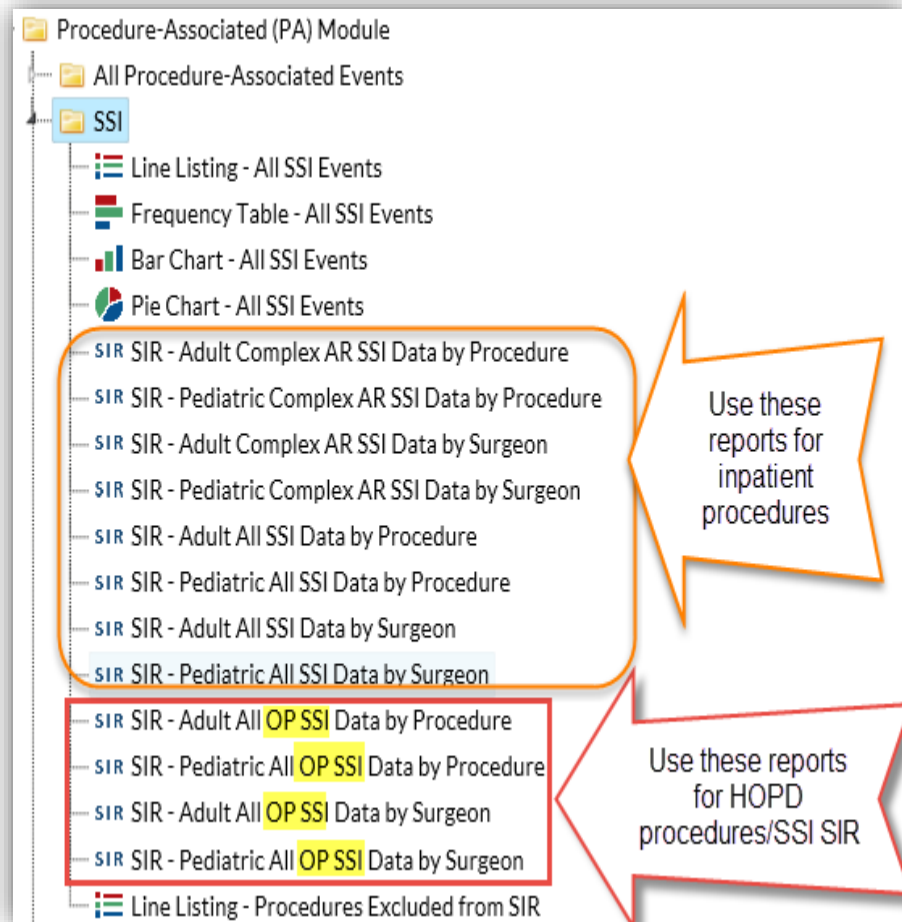 Procedure-Associated (PA) Module
All Procedure-Associated Events
SSI
Line Listing - All SSI Events
Frequency Table - All SSI Events
Bar Chart - All SSI Events
Pie Chart - All SSI Events
SIR SIR - Adult Complex AR SSI Data by Procedure
SIR SIR - Pediatric Complex AR SSI Data by Procedure
SIR SIR - Adult Complex AR SSI Data by Surgeon
SIR SIR - Pediatric Complex AR SSI Data by Surgeon
SIR SIR - Adult All SSI Data by Procedure
SIR SIR - Pediatric All SSI Data by Procedure
SIR SIR - Adult All SSI Data by Surgeon
SIR SIR - Pediatric All SSI Data by Surgeon
Use these
reports for
inpatient
procedures
SIR SIR - Adult All OP SSI Data by Procedure
SIR SIR - Pediatric All OP SSI Data by Procedure
SIR SIR - Adult All OP SSI Data by Surgeon
SIR SIR - Pediatric All OP SSI Data by Surgeon
Use these reports
for HOPD
procedures/SSI SIR
Line Listing - Procedures Excluded from SIR